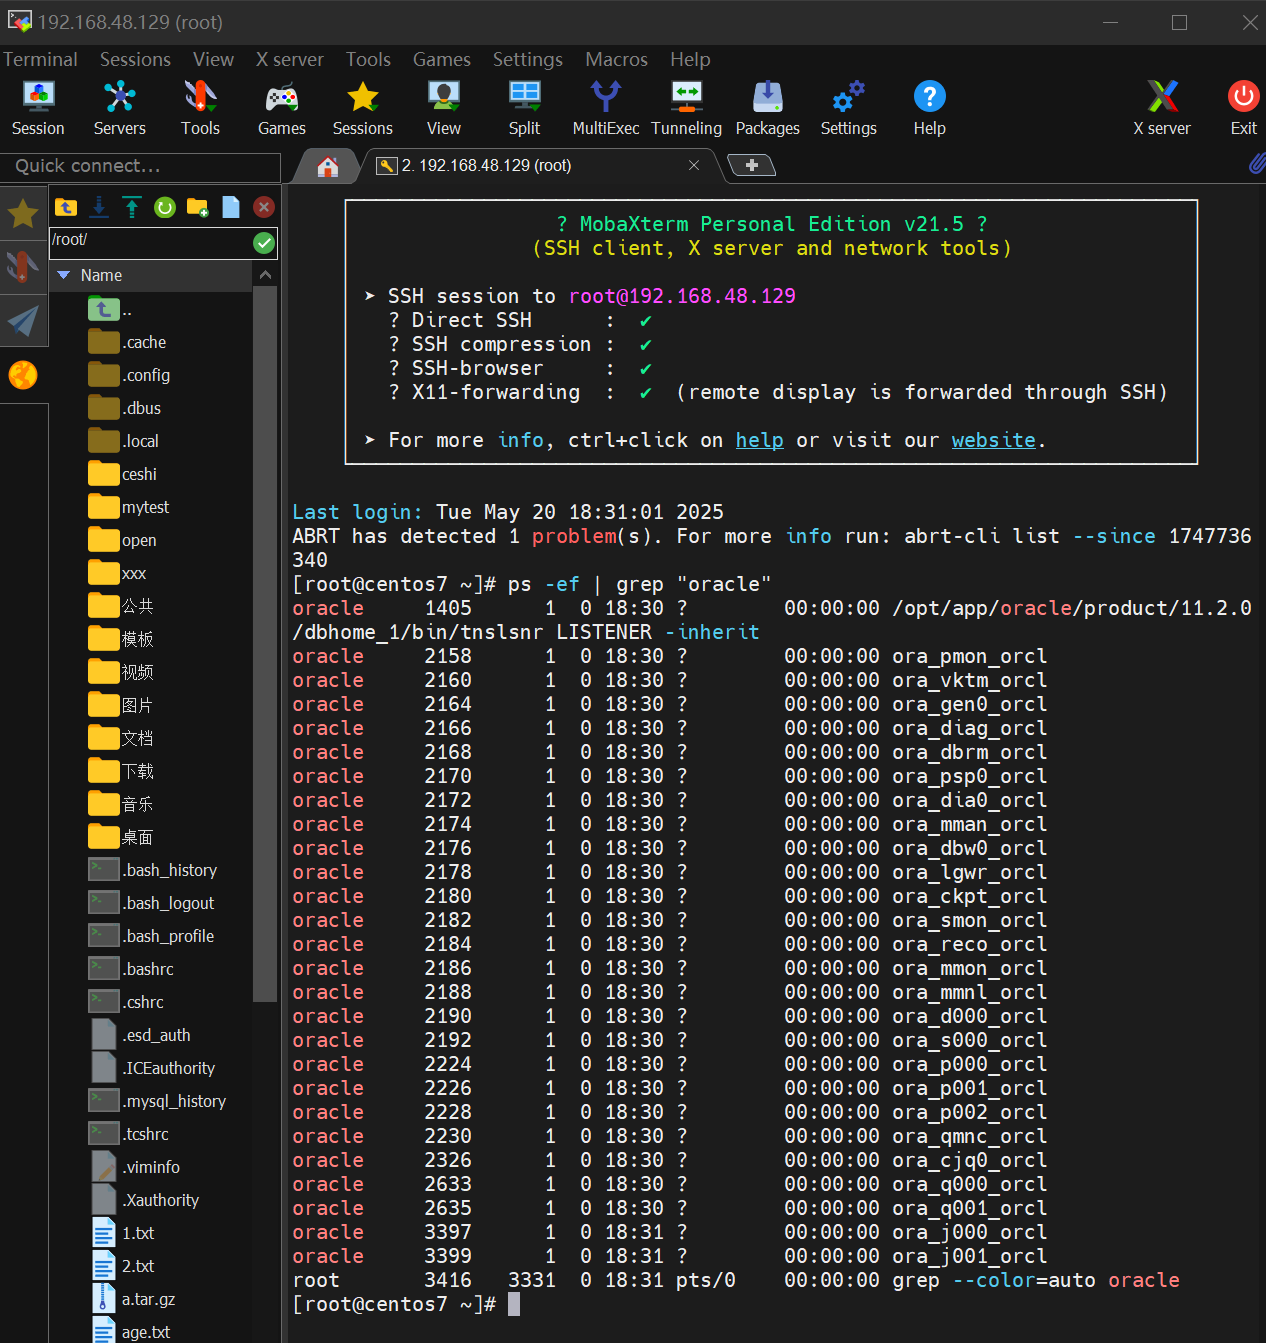 192.168.48.129 (root)
Terminal Sessions View X server Tools Games Settings Macros Help
Session Servers Tools Games Sessions View Split MultiExec Tunneling Packages Settings Help X server Exit
Quick connect...
2. 192.168.48.129 (root)
/root/
Name
..
.cache
.config
.dbus
.local
ceshi
mytest
open
xxx
公共
模板
视频
图片
文档
下载
音乐
桌面
.bash_history
.bash_logout
.bash_profile
.bashrc
.cshrc
.esd_auth
.ICEauthority
.mysql_history
.tcshrc
.viminfo
.Xauthority
1.txt
2.txt
a.tar.gz
age.txt
? MobaXterm Personal Edition v21.5 ?
(SSH client, X server and network tools)
➤ SSH session to root@192.168.48.129
? Direct SSH : ✔
? SSH compression : ✔
? SSH-browser : ✔
? X11-forwarding : ✔ (remote display is forwarded through SSH)
➤ For more info, ctrl+click on help or visit our website.
Last login: Tue May 20 18:31:01 2025
ABRT has detected 1 problem(s). For more info run: abrt-cli list --since 1747736
340
[root@centos7 ~]# ps -ef | grep "oracle"
oracle 1405 1 0 18:30 ? 00:00:00 /opt/app/oracle/product/11.2.0
/dbhome_1/bin/tnslsnr LISTENER -inherit
oracle 2158 1 0 18:30 ? 00:00:00 ora_pmon_orcl
oracle 2160 1 0 18:30 ? 00:00:00 ora_vktm_orcl
oracle 2164 1 0 18:30 ? 00:00:00 ora_gen0_orcl
oracle 2166 1 0 18:30 ? 00:00:00 ora_diag_orcl
oracle 2168 1 0 18:30 ? 00:00:00 ora_dbrm_orcl
oracle 2170 1 0 18:30 ? 00:00:00 ora_psp0_orcl
oracle 2172 1 0 18:30 ? 00:00:00 ora_dia0_orcl
oracle 2174 1 0 18:30 ? 00:00:00 ora_mman_orcl
oracle 2176 1 0 18:30 ? 00:00:00 ora_dbw0_orcl
oracle 2178 1 0 18:30 ? 00:00:00 ora_lgwr_orcl
oracle 2180 1 0 18:30 ? 00:00:00 ora_ckpt_orcl
oracle 2182 1 0 18:30 ? 00:00:00 ora_smon_orcl
oracle 2184 1 0 18:30 ? 00:00:00 ora_reco_orcl
oracle 2186 1 0 18:30 ? 00:00:00 ora_mmon_orcl
oracle 2188 1 0 18:30 ? 00:00:00 ora_mmnl_orcl
oracle 2190 1 0 18:30 ? 00:00:00 ora_d000_orcl
oracle 2192 1 0 18:30 ? 00:00:00 ora_s000_orcl
oracle 2224 1 0 18:30 ? 00:00:00 ora_p000_orcl
oracle 2226 1 0 18:30 ? 00:00:00 ora_p001_orcl
oracle 2228 1 0 18:30 ? 00:00:00 ora_p002_orcl
oracle 2230 1 0 18:30 ? 00:00:00 ora_qmnc_orcl
oracle 2326 1 0 18:30 ? 00:00:00 ora_cjq0_orcl
oracle 2633 1 0 18:30 ? 00:00:00 ora_q000_orcl
oracle 2635 1 0 18:30 ? 00:00:00 ora_q001_orcl
oracle 3397 1 0 18:31 ? 00:00:00 ora_j000_orcl
oracle 3399 1 0 18:31 ? 00:00:00 ora_j001_orcl
root 3416 3331 0 18:31 pts/0 00:00:00 grep --color=auto oracle
[root@centos7 ~]#